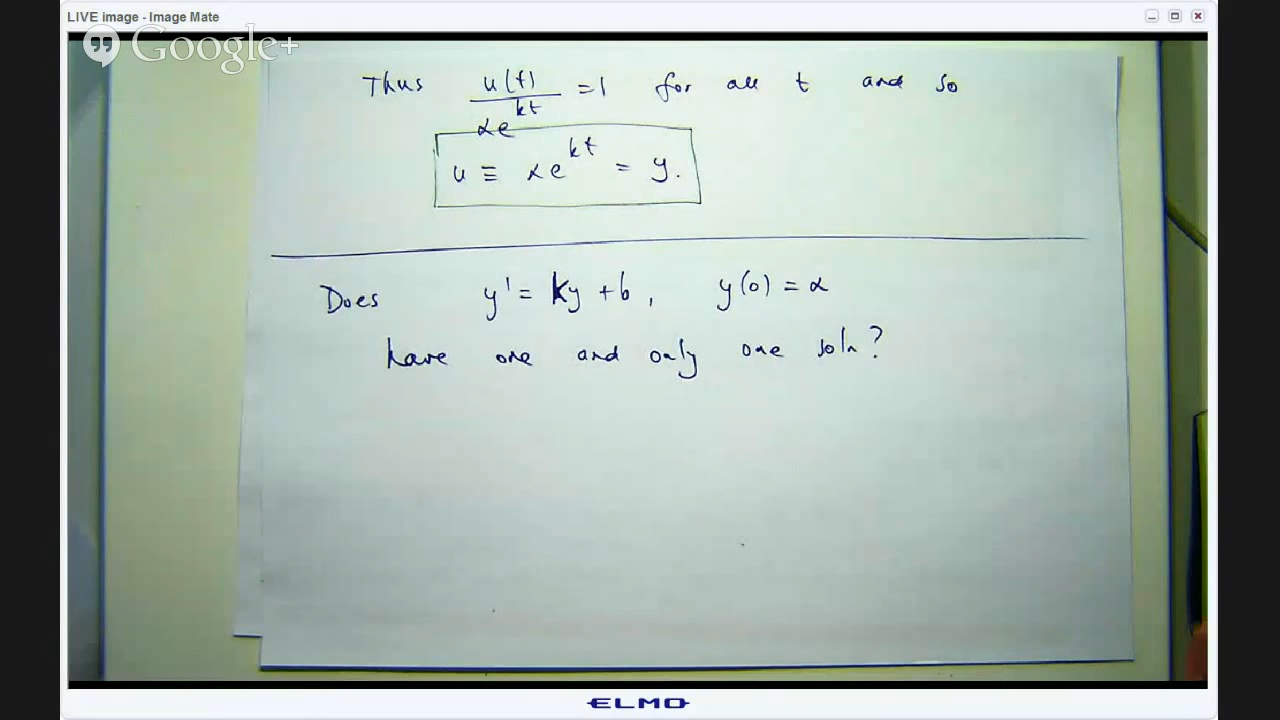 LIVE image - Image Mate
Google+
Thus u(t) / αe^kt = 1 for all t and so
u ≡ αe^kt = y.
Does y' = ky + b, y(0) = α
have one and only one soln?
ELMO